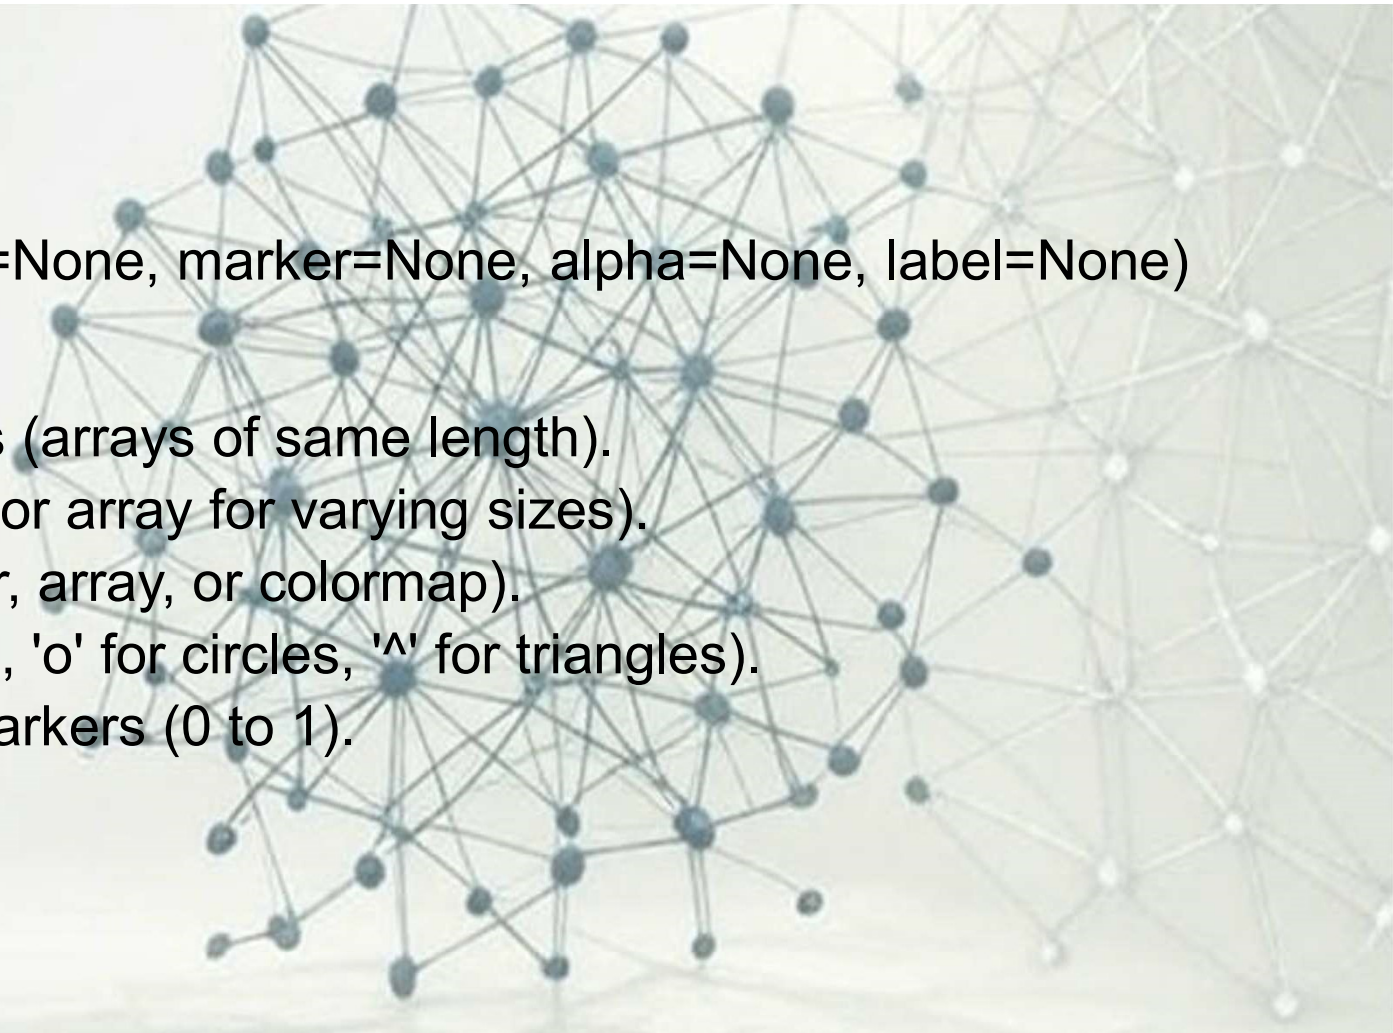 =None, marker=None, alpha=None, label=None)
(arrays of same length).
or array for varying sizes).
, array, or colormap).
, 'o' for circles, '^' for triangles).
arkers (0 to 1).